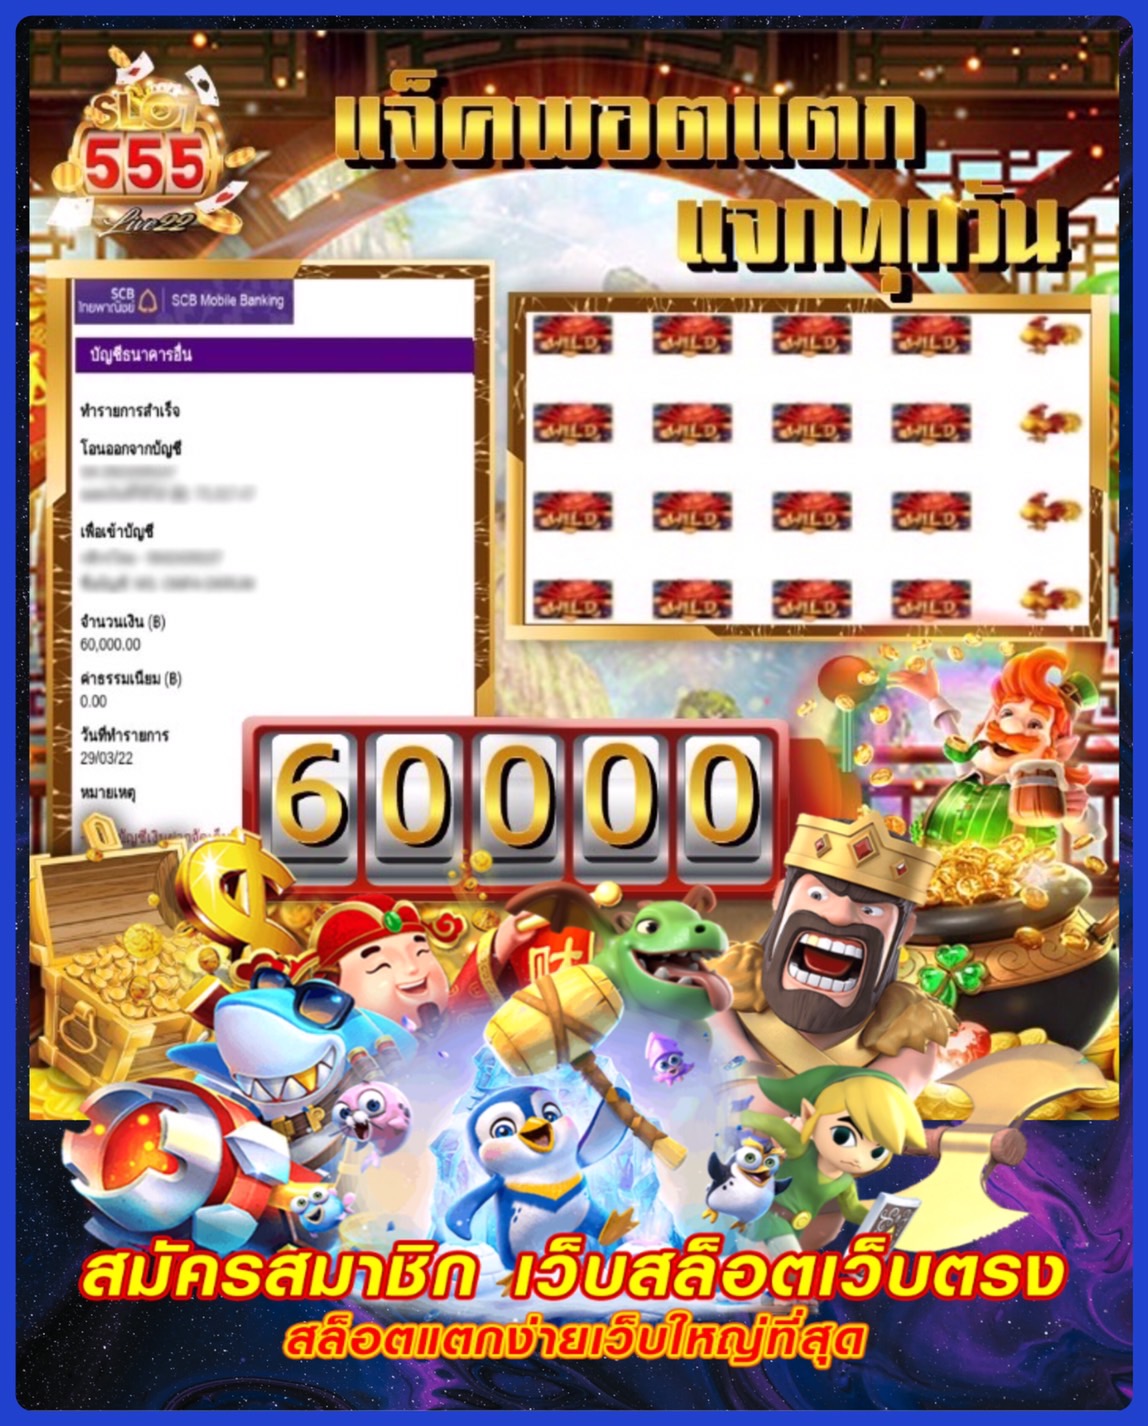 SLOT
555
Live22
แจ็คพอตแตก
แจกทุกวัน
SCB
ไทยพาณิชย์
SCB Mobile Banking
บัญชีธนาคารอื่น
ทำรายการสำเร็จ
โอนออกจากบัญชี
เพื่อเข้าบัญชี
จำนวนเงิน (฿)
60,000.00
ค่าธรรมเนียม (฿)
0.00
วันที่ทำรายการ
29/03/22
หมายเหตุ
WILD WILD WILD WILD
WILD WILD WILD WILD
WILD WILD WILD WILD
WILD WILD WILD WILD
60000
財
สมัครสมาชิก เว็บสล็อตเว็บตรง
สล็อตแตกง่ายเว็บใหญ่ที่สุด